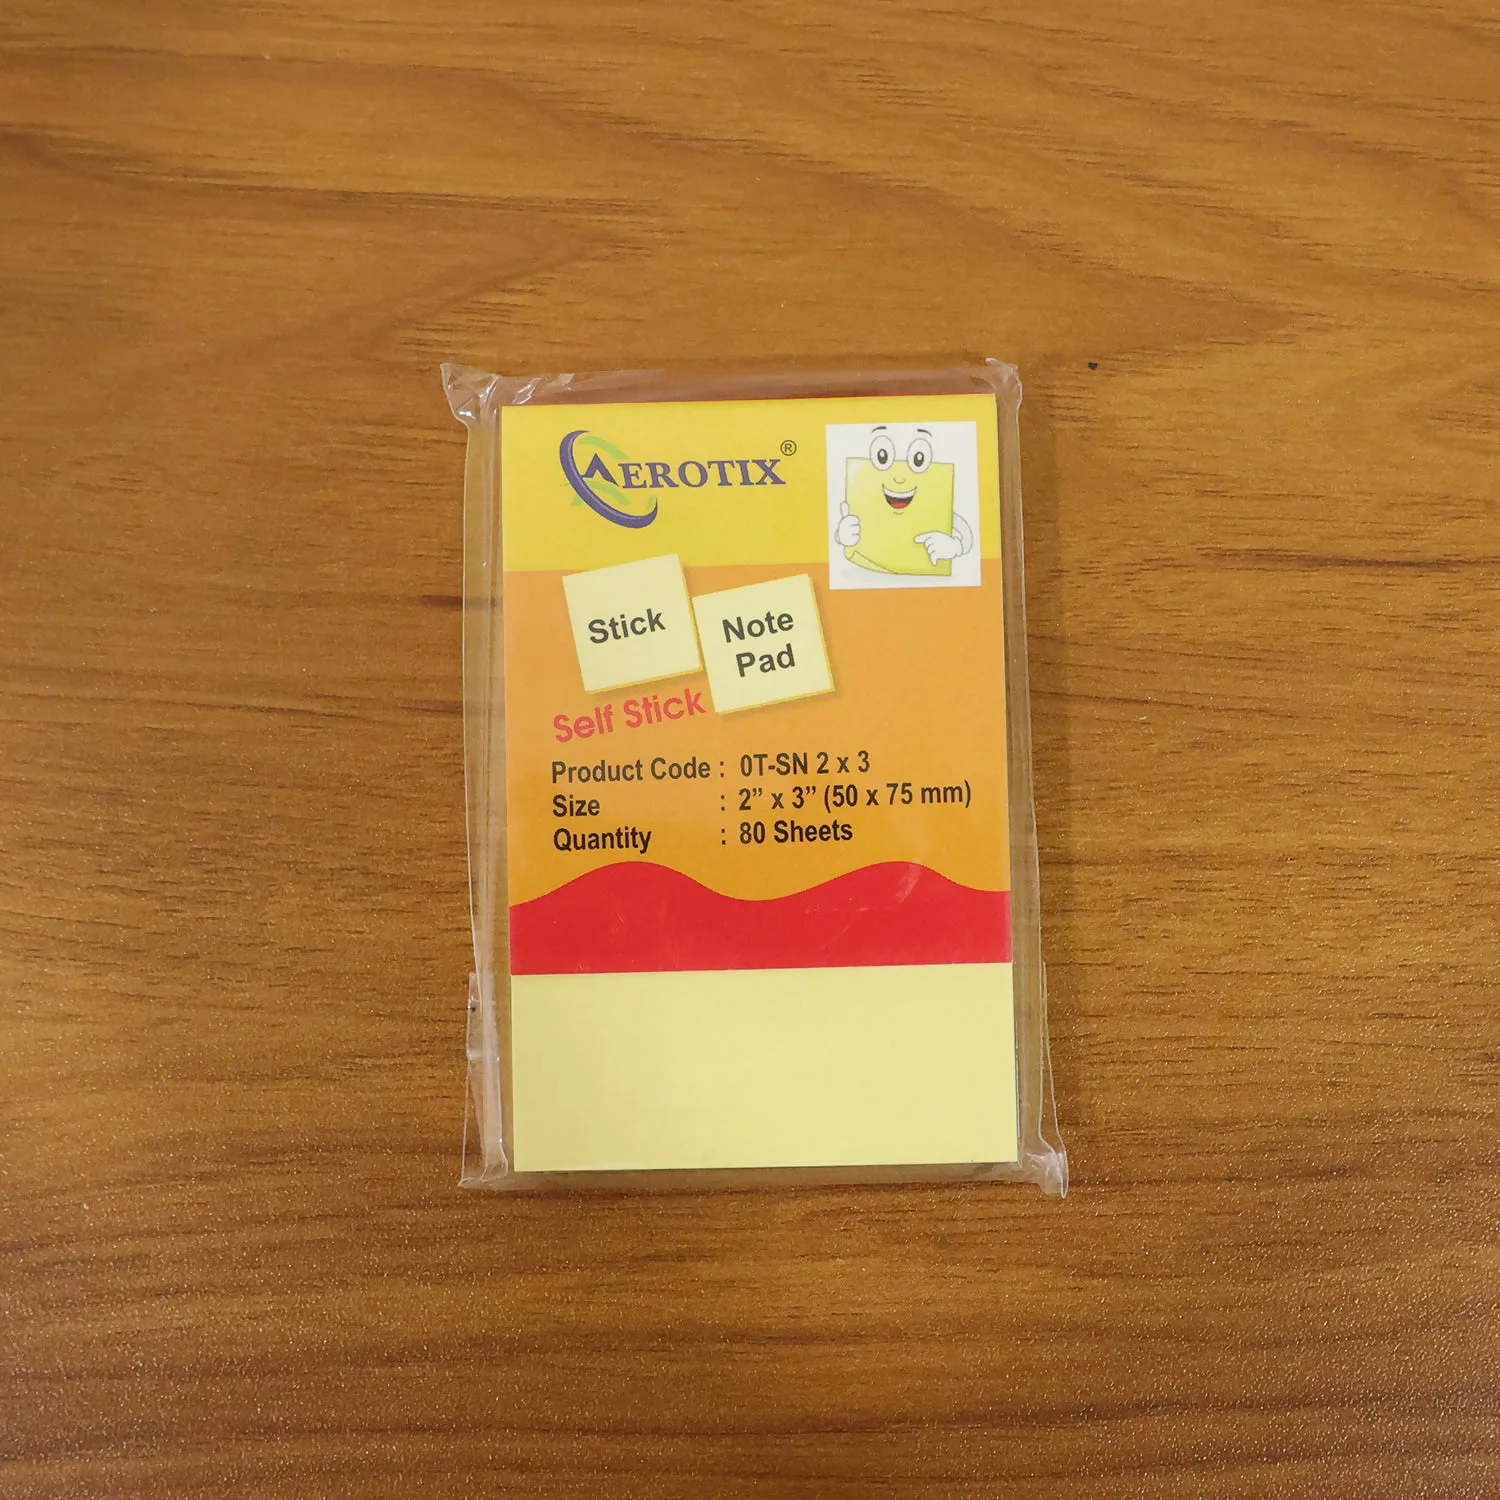 AEROTIX®
Stick
Note
Pad
Self Stick
Product Code : 0T-SN 2 x 3
Size : 2” x 3” (50 x 75 mm)
Quantity : 80 Sheets